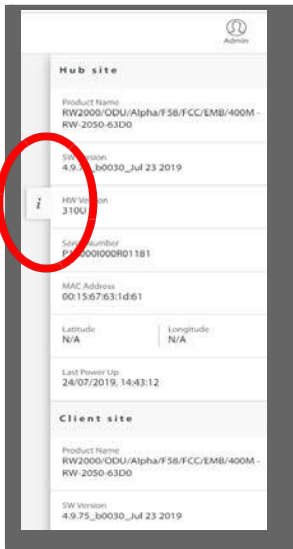 Admin
Hub site
Product Name
RW2000/ODU/Alpha/F58/FCC/EMB/400M -
RW-2050-63D0
SW Version
_b0030_Jul 23 2019
i
HW Version
310U
Serial Number
MAC Address
00:15:67:63:1d:61
Latitude
Longitude
N/A
N/A
Last Power Up
24/07/2019, 14:43:12
Client site
Product Name
RW2000/ODU/Alpha/F58/FCC/EMB/400M -
RW-2050-63D0
SW Version
4.9.75_b0030_Jul 23 2019